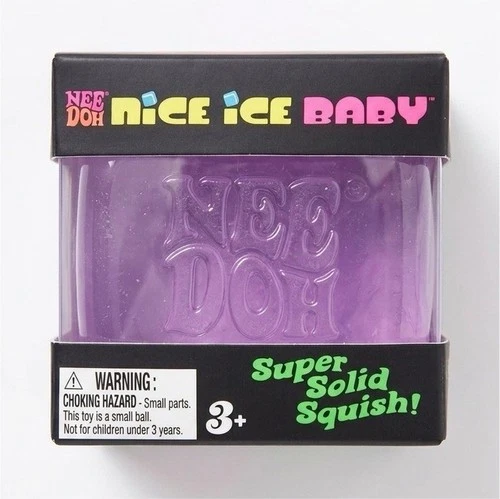 NEE DOH® NICE ICE BABY™
NEE®
DOH
⚠ WARNING:
CHOKING HAZARD - Small parts.
This toy is a small ball.
Not for children under 3 years.
3+
Super
Solid
Squish!